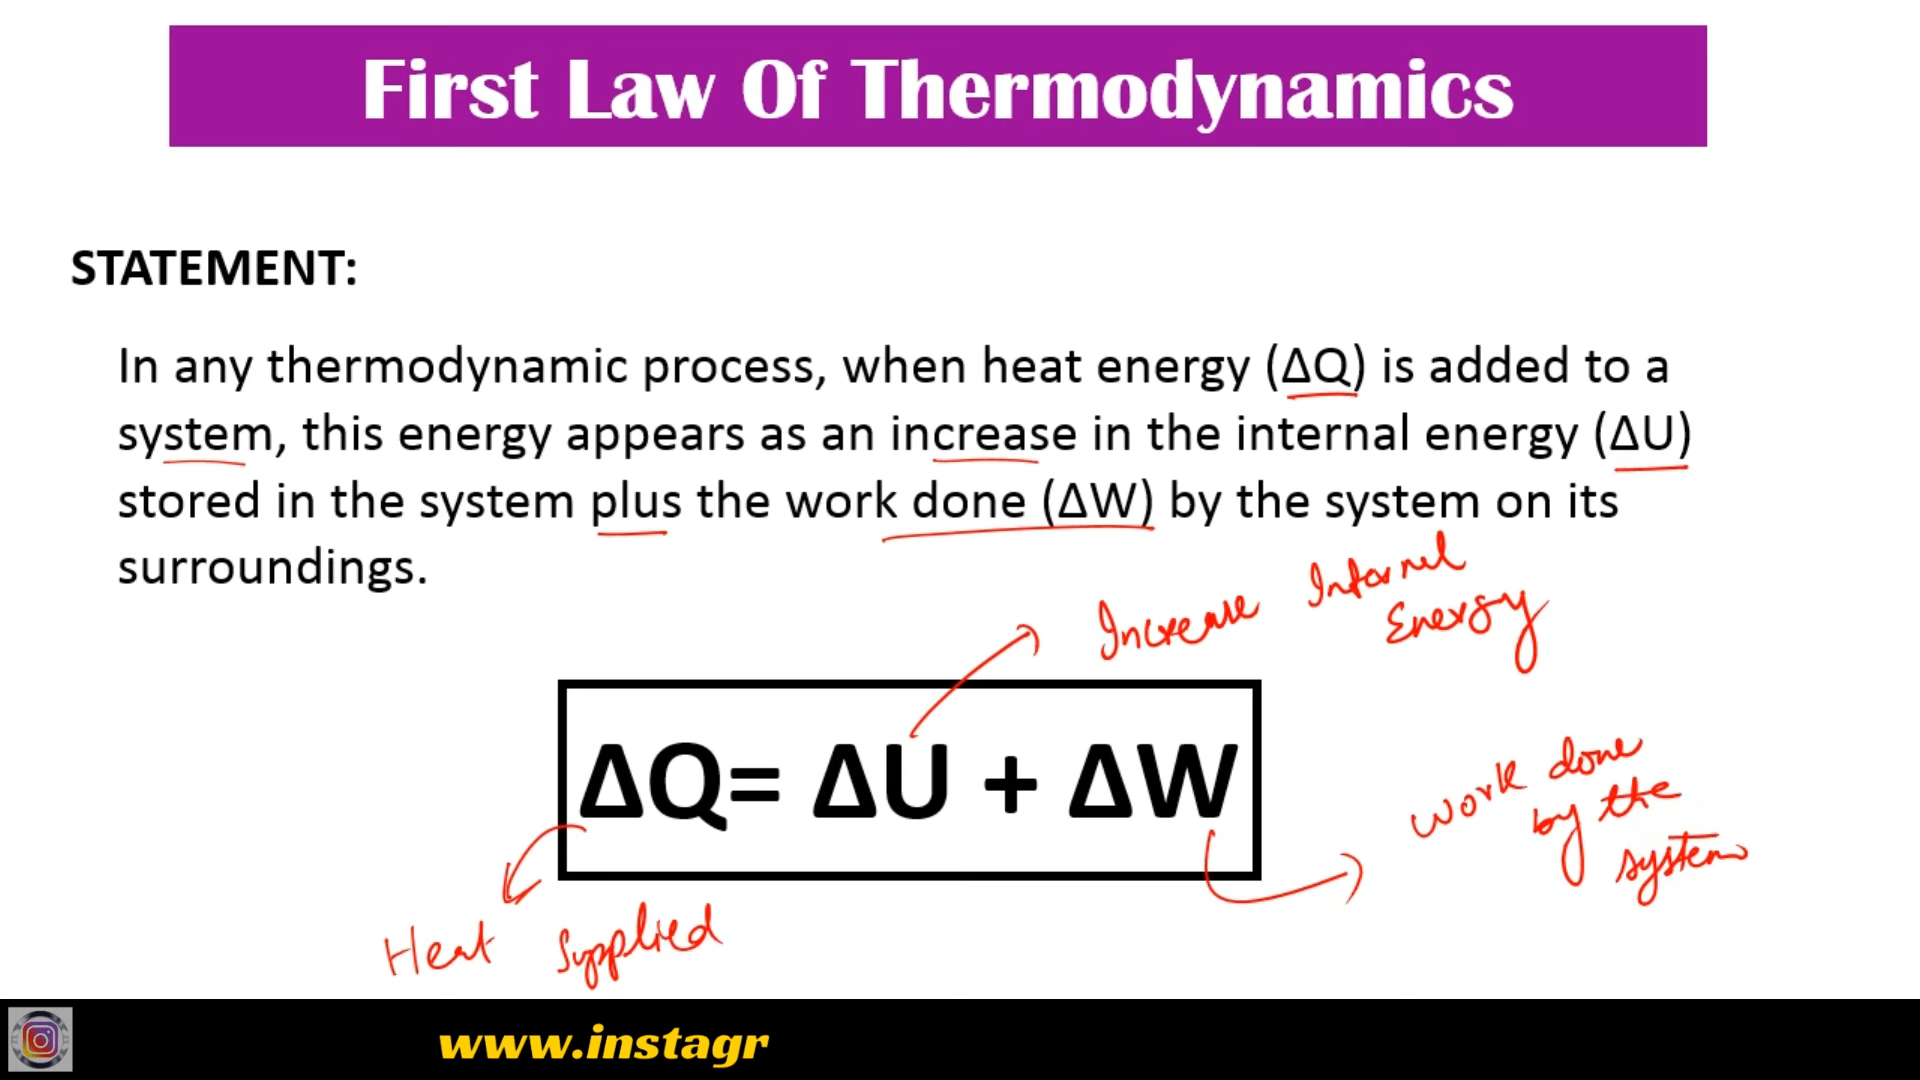 First Law Of Thermodynamics
STATEMENT:
In any thermodynamic process, when heat energy (ΔQ) is added to a
system, this energy appears as an increase in the internal energy (ΔU)
stored in the system plus the work done (ΔW) by the system on its
surroundings.
Increase Internel
Energy
ΔQ= ΔU + ΔW
work done
by the
system
Heat Supplied
www.instagr